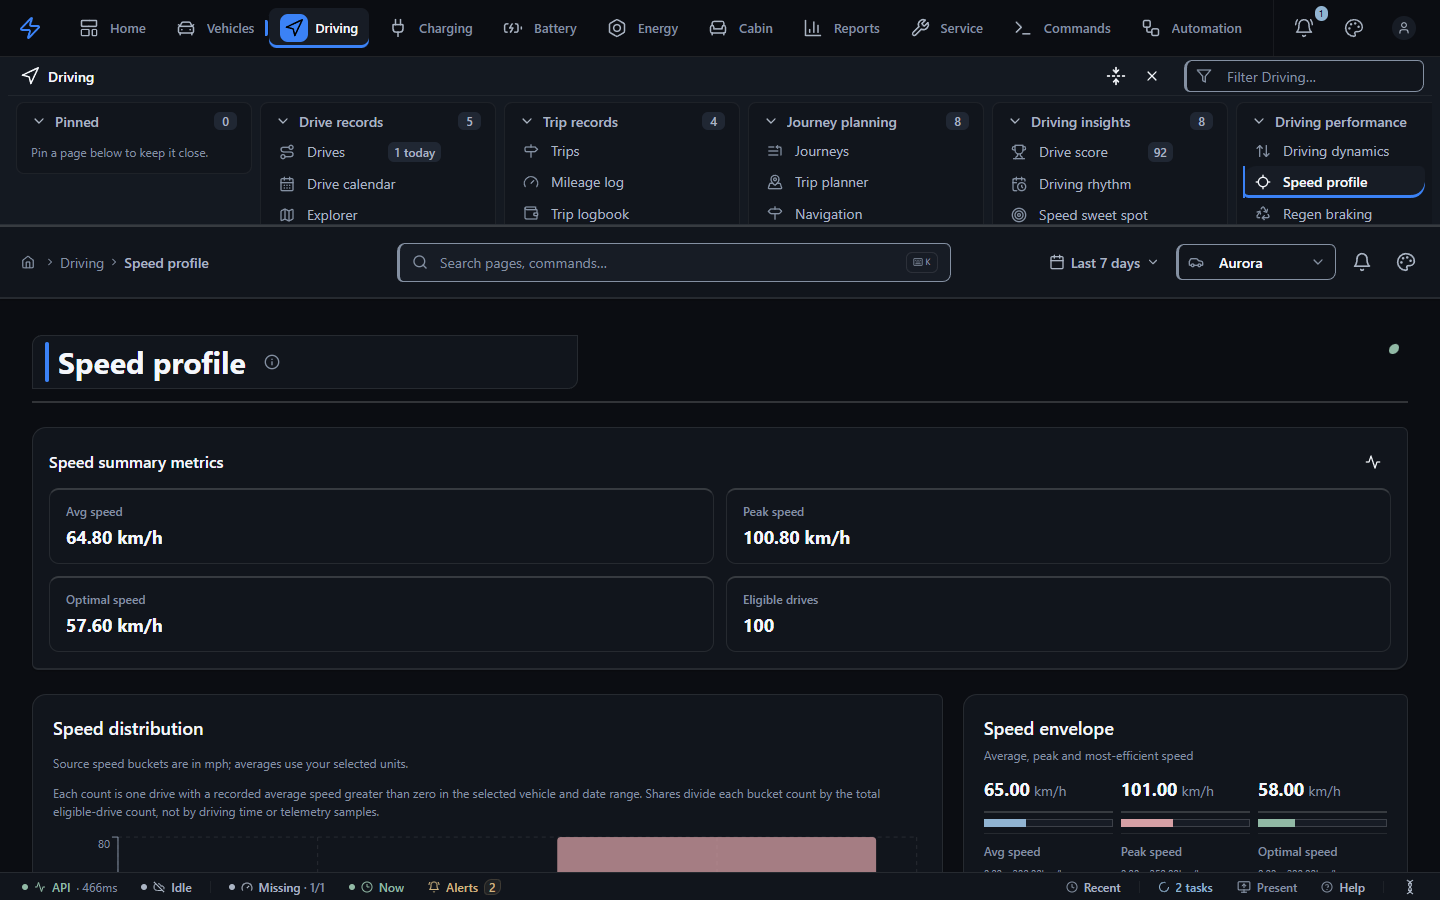 Home
Vehicles
Driving
Charging
Battery
Energy
Cabin
Reports
Service
Commands
Automation
1
Driving
Filter Driving...
Pinned 0
Pin a page below to keep it close.
Drive records 5
Drives 1 today
Drive calendar
Explorer
Trip records 4
Trips
Mileage log
Trip logbook
Journey planning 8
Journeys
Trip planner
Navigation
Driving insights 8
Drive score 92
Driving rhythm
Speed sweet spot
Driving performance
Driving dynamics
Speed profile
Regen braking
Driving
Speed profile
Search pages, commands...
K
Last 7 days
Aurora
Speed profile
Speed summary metrics
Avg speed
64.80 km/h
Peak speed
100.80 km/h
Optimal speed
57.60 km/h
Eligible drives
100
Speed distribution
Source speed buckets are in mph; averages use your selected units.
Each count is one drive with a recorded average speed greater than zero in the selected vehicle and date range. Shares divide each bucket count by the total
eligible-drive count, not by driving time or telemetry samples.
80
Speed envelope
Average, peak and most-efficient speed
65.00 km/h
101.00 km/h
58.00 km/h
Avg speed
Peak speed
Optimal speed
API · 466ms
Idle
Missing · 1/1
Now
Alerts 2
Recent
2 tasks
Present
Help